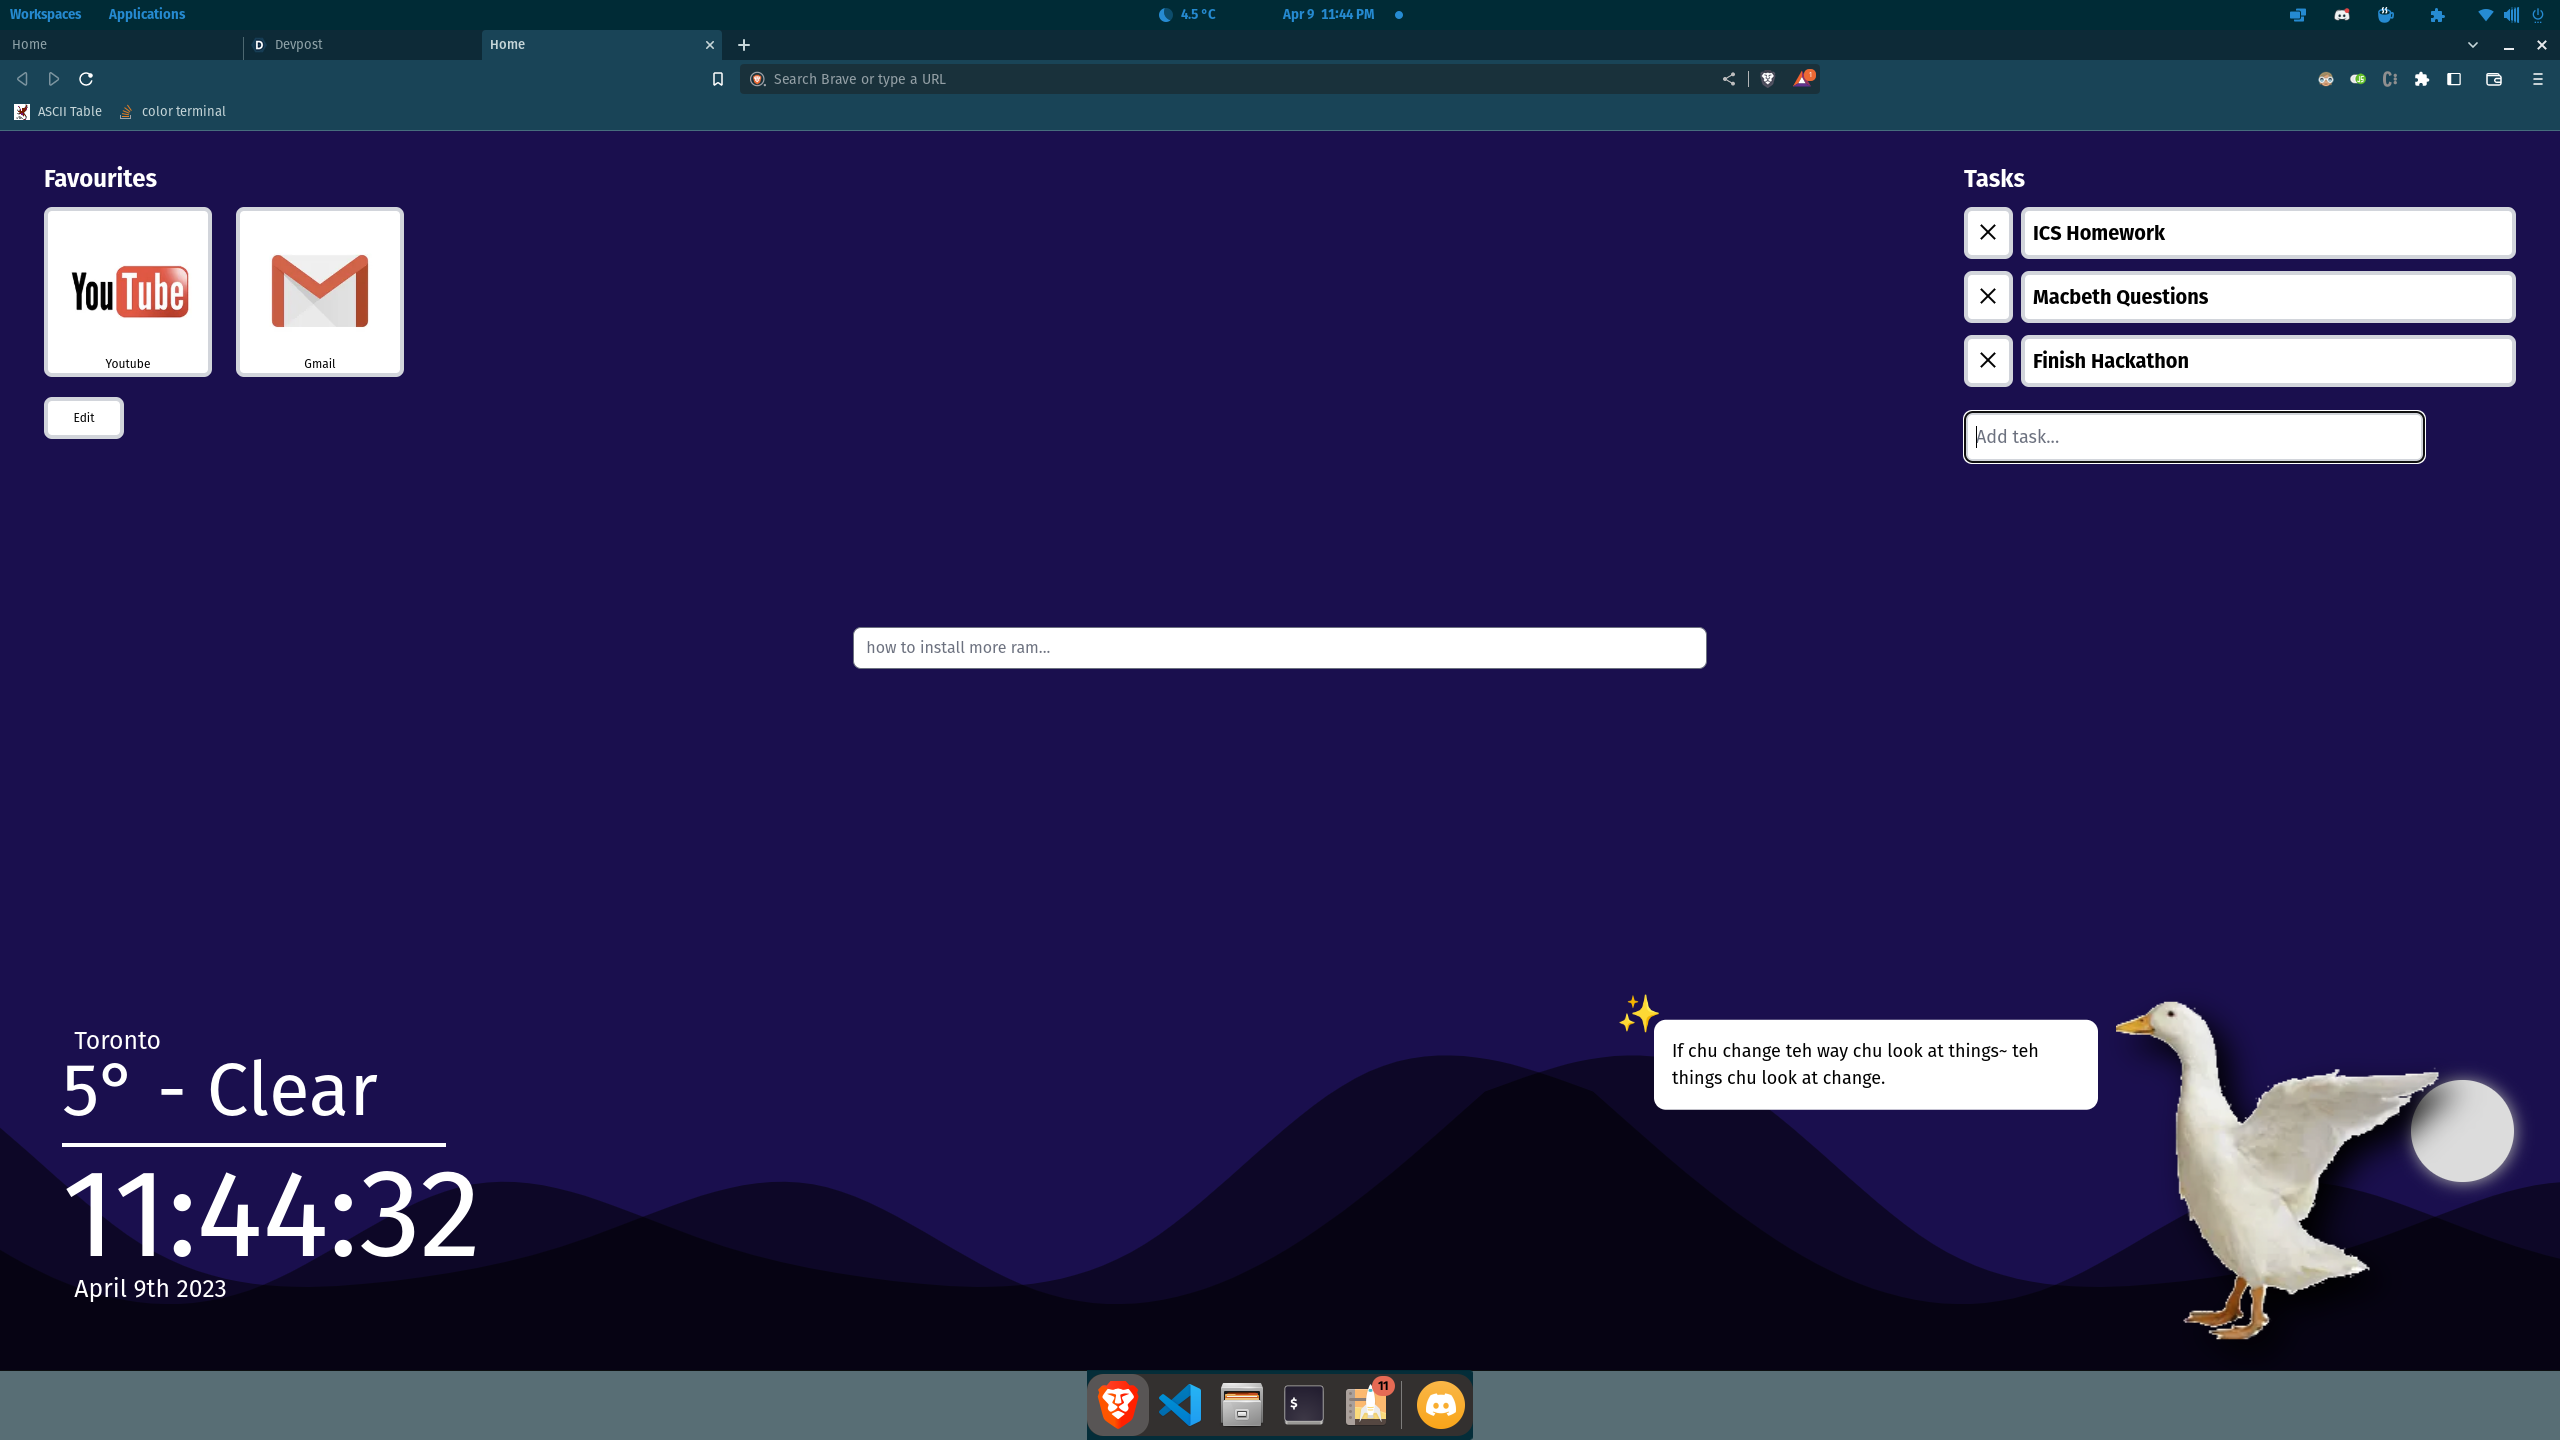 Workspaces Applications 4.5 °C Apr 9 11:44 PM
Home Devpost Home
Search Brave or type a URL 1
ASCII Table color terminal
Favourites
YouTube
Youtube
Gmail
Edit
Tasks
ICS Homework
Macbeth Questions
Finish Hackathon
Add task...
how to install more ram...
If chu change teh way chu look at things~ teh
things chu look at change.
Toronto
5° - Clear
11:44:32
April 9th 2023
$ 11